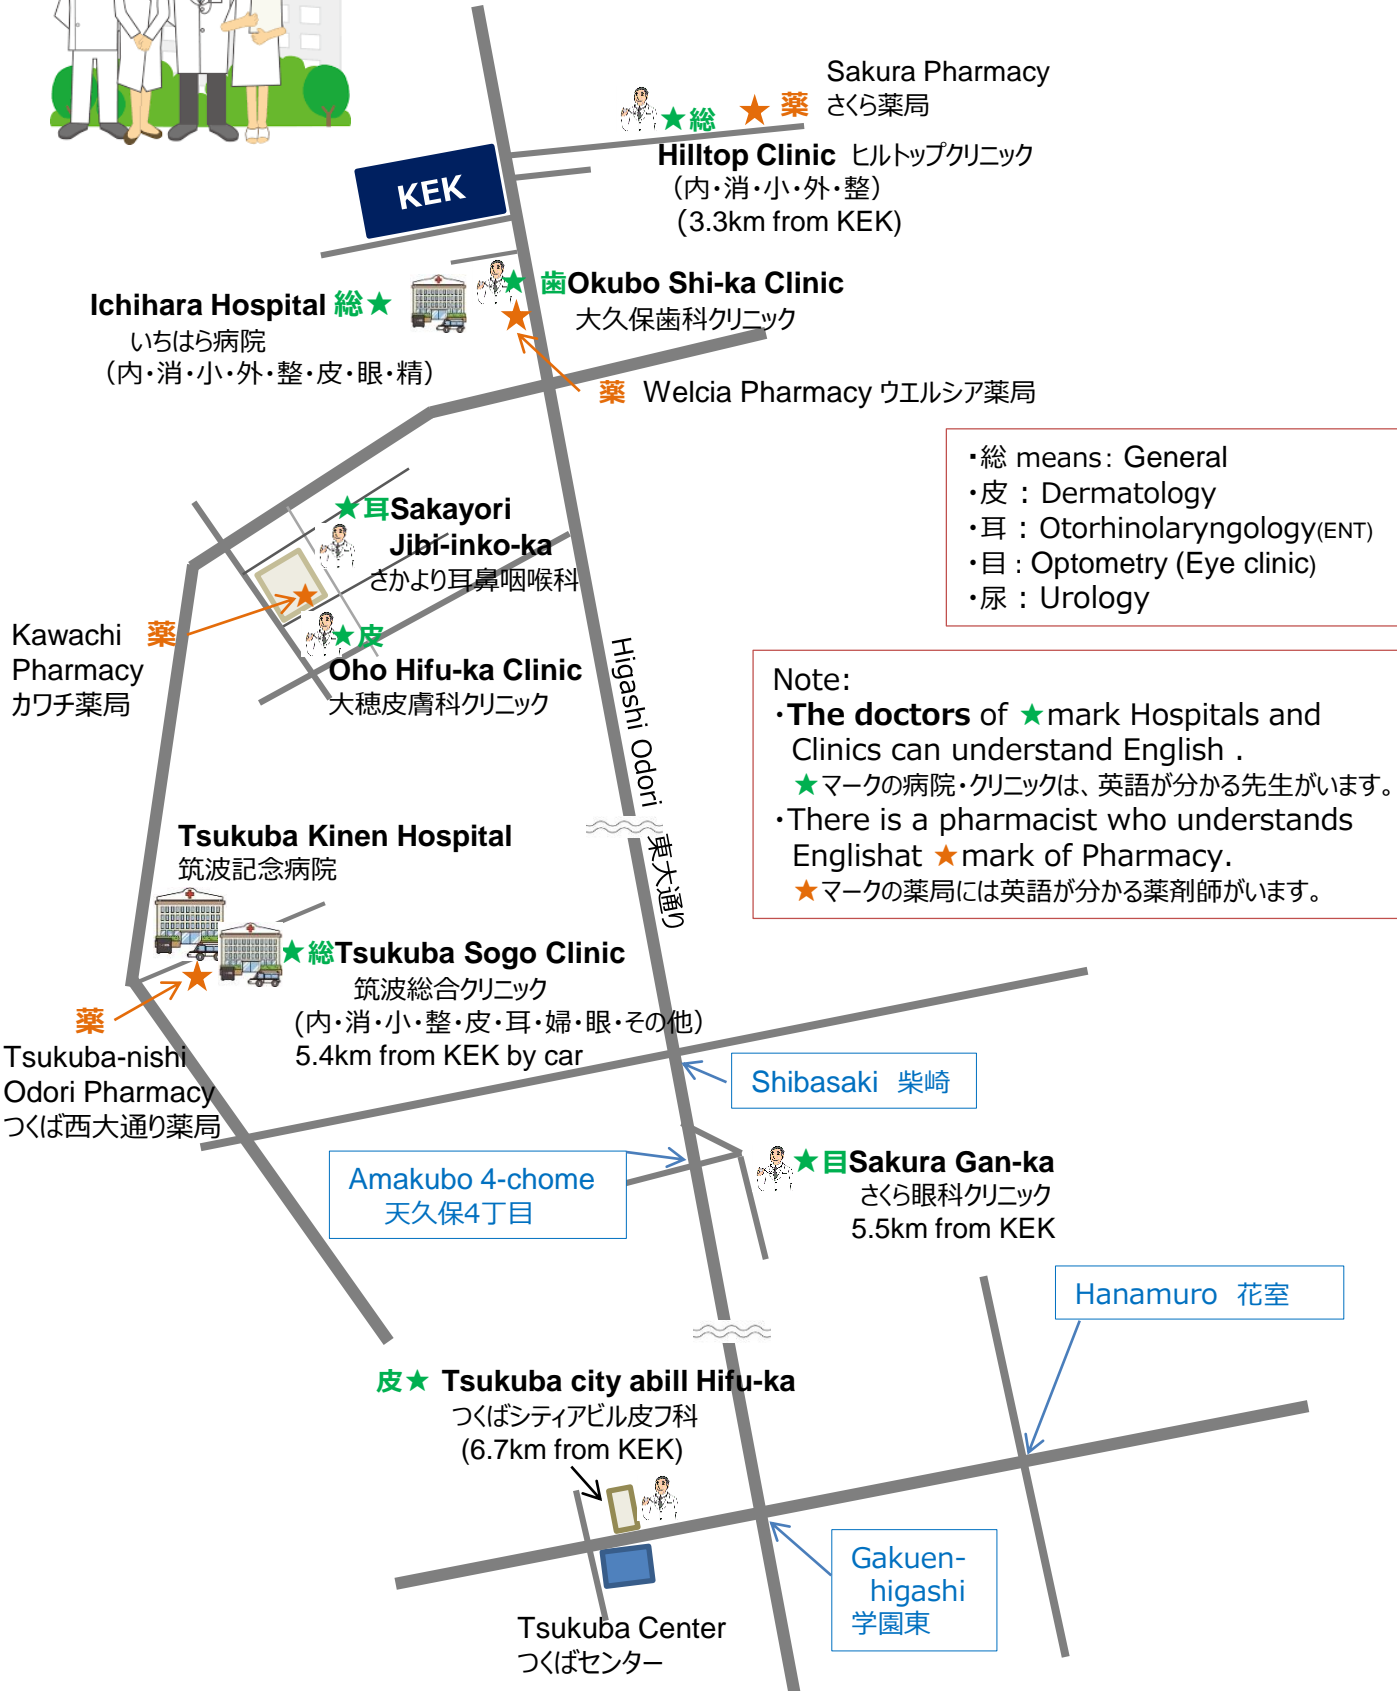 Sakura Pharmacy
★総 ★ 薬 さくら薬局
Hilltop Clinic ヒルトップクリニック
（内・消・小・外・整）
（3.3km from KEK）
KEK
★ 歯Okubo Shi-ka Clinic
大久保歯科クリニック
Ichihara Hospital 総★
いちはら病院
（内・消・小・外・整・皮・眼・精）
★
薬 Welcia Pharmacy ウエルシア薬局
・総 means: General
・皮 : Dermatology
・耳 : Otorhinolaryngology(ENT)
・目 : Optometry (Eye clinic)
・尿 : Urology
★耳Sakayori
Jibi-inko-ka
さかより耳鼻咽喉科
★
Kawachi 薬
Pharmacy
カワチ薬局
★皮
Oho Hifu-ka Clinic
大穂皮膚科クリニック
Higashi Odori
東大通り
Note:
・The doctors of ★mark Hospitals and
Clinics can understand English .
★マークの病院・クリニックは、英語が分かる先生がいます。
・There is a pharmacist who understands
Englishat ★mark of Pharmacy.
★マークの薬局には英語が分かる薬剤師がいます。
Tsukuba Kinen Hospital
筑波記念病院
★総Tsukuba Sogo Clinic
筑波総合クリニック
(内・消・小・整・皮・耳・婦・眼・その他）
5.4km from KEK by car
★
薬
Tsukuba-nishi
Odori Pharmacy
つくば西大通り薬局
Shibasaki 柴崎
Amakubo 4-chome
天久保4丁目
★目Sakura Gan-ka
さくら眼科クリニック
5.5km from KEK
Hanamuro 花室
皮★ Tsukuba city abill Hifu-ka
つくばシティアビル皮フ科
(6.7km from KEK)
Gakuen-
higashi
学園東
Tsukuba Center
つくばセンター